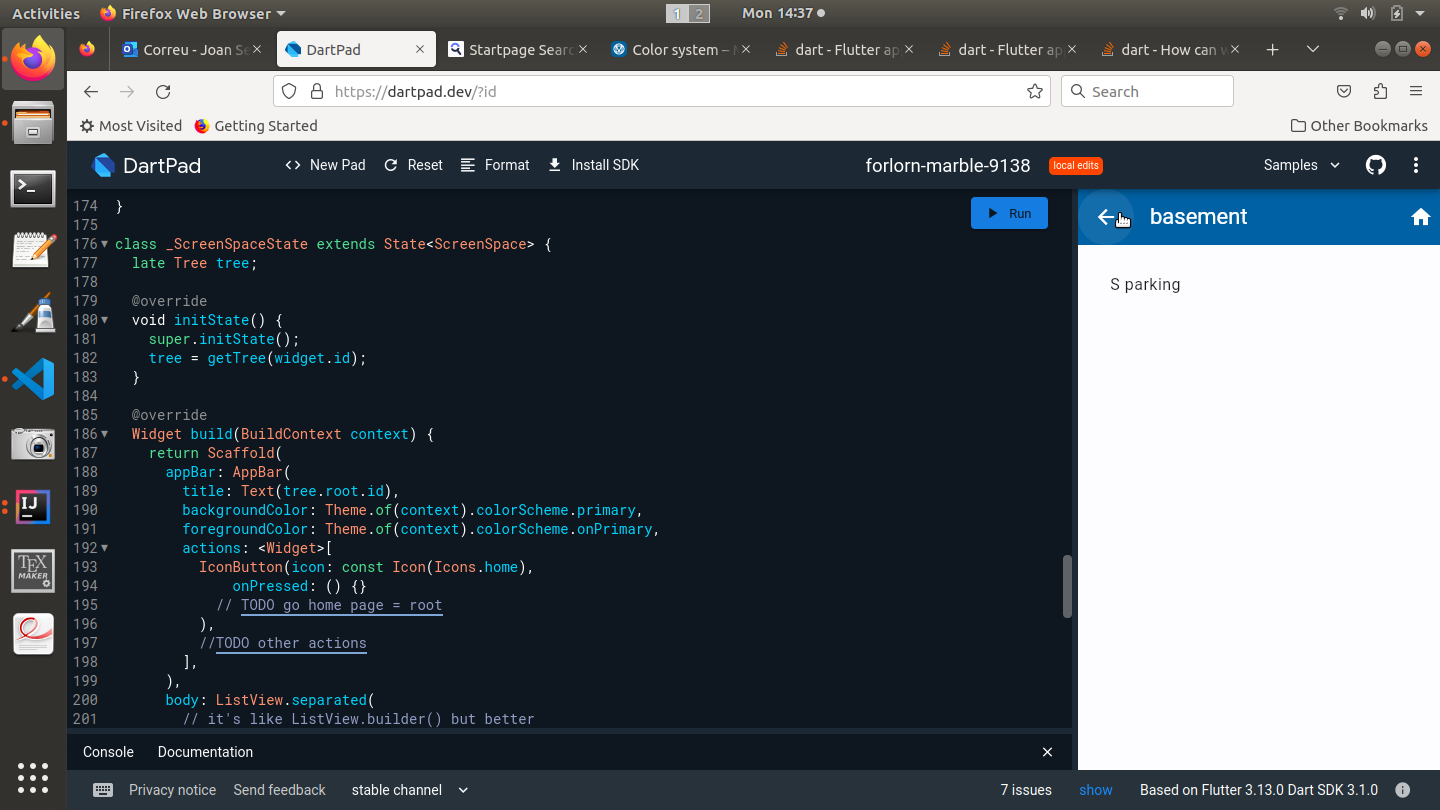 Activities
Firefox Web Browser
1 2
Mon 14:37
Correu - Joan Se
DartPad
Startpage Searc
Color system –
dart - Flutter ap
dart - Flutter ap
dart - How can
https://dartpad.dev/?id
Search
Most Visited
Getting Started
Other Bookmarks
DartPad
New Pad
Reset
Format
Install SDK
forlorn-marble-9138
local edits
Samples
Run
174 }
175
176 class _ScreenSpaceState extends State<ScreenSpace> {
177 late Tree tree;
178
179 @override
180 void initState() {
181 super.initState();
182 tree = getTree(widget.id);
183 }
184
185 @override
186 Widget build(BuildContext context) {
187 return Scaffold(
188 appBar: AppBar(
189 title: Text(tree.root.id),
190 backgroundColor: Theme.of(context).colorScheme.primary,
191 foregroundColor: Theme.of(context).colorScheme.onPrimary,
192 actions: <Widget>[
193 IconButton(icon: const Icon(Icons.home),
194 onPressed: () {}
195 // TODO go home page = root
196 ),
197 //TODO other actions
198 ],
199 ),
200 body: ListView.separated(
201 // it's like ListView.builder() but better
basement
S parking
Console
Documentation
Privacy notice
Send feedback
stable channel
7 issues
show
Based on Flutter 3.13.0 Dart SDK 3.1.0
IJ
TEX
MAKER